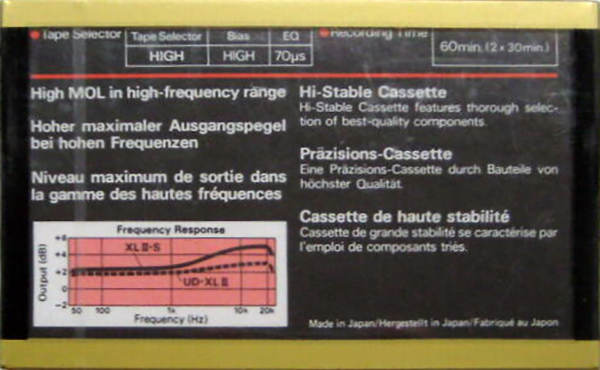 Tape Selector
Tape Selector Bias EQ
HIGH HIGH 70µs
Recording Time
60min. (2 x 30min.)
High MOL in high-frequency range
Hoher maximaler Ausgangspegel
bei hohen Frequenzen
Niveau maximum de sortie dans
la gamme des hautes fréquences
Hi-Stable Cassette
Hi-Stable Cassette features thorough selec-
tion of best-quality components.
Präzisions-Cassette
Eine Präzisions-Cassette durch Bauteile von
höchster Qualität.
Cassette de haute stabilité
Cassette de grande stabilité se caractérise par
l'emploi de composants triés.
Frequency Response
Output (dB)
+6
+4
+2
0
−2
XLII-S
UD-XLII
50 100 1k 10k 20k
Frequency (Hz)
Made in Japan/Hergestellt in Japan/Fabriqué au Japon